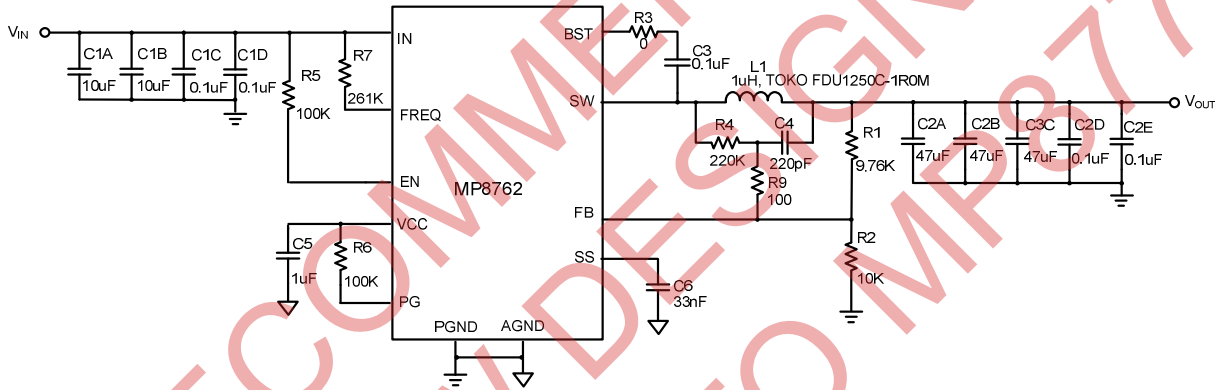 VIN
C1A
10uF
C1B
10uF
C1C
0.1uF
C1D
0.1uF
R5
100K
R7
261K
IN
FREQ
EN
VCC
PG
PGND
AGND
MP8762
BST
SW
FB
SS
C5
1uF
R6
100K
R3
0
C3
0.1uF
L1
1uH, TOKO FDU1250C-1R0M
R4
220K
C4
220pF
R9
100
R1
9.76K
R2
10K
C6
33nF
C2A
47uF
C2B
47uF
C3C
47uF
C2D
0.1uF
C2E
0.1uF
VOUT
ECOMME
W DESIGN
O MP877